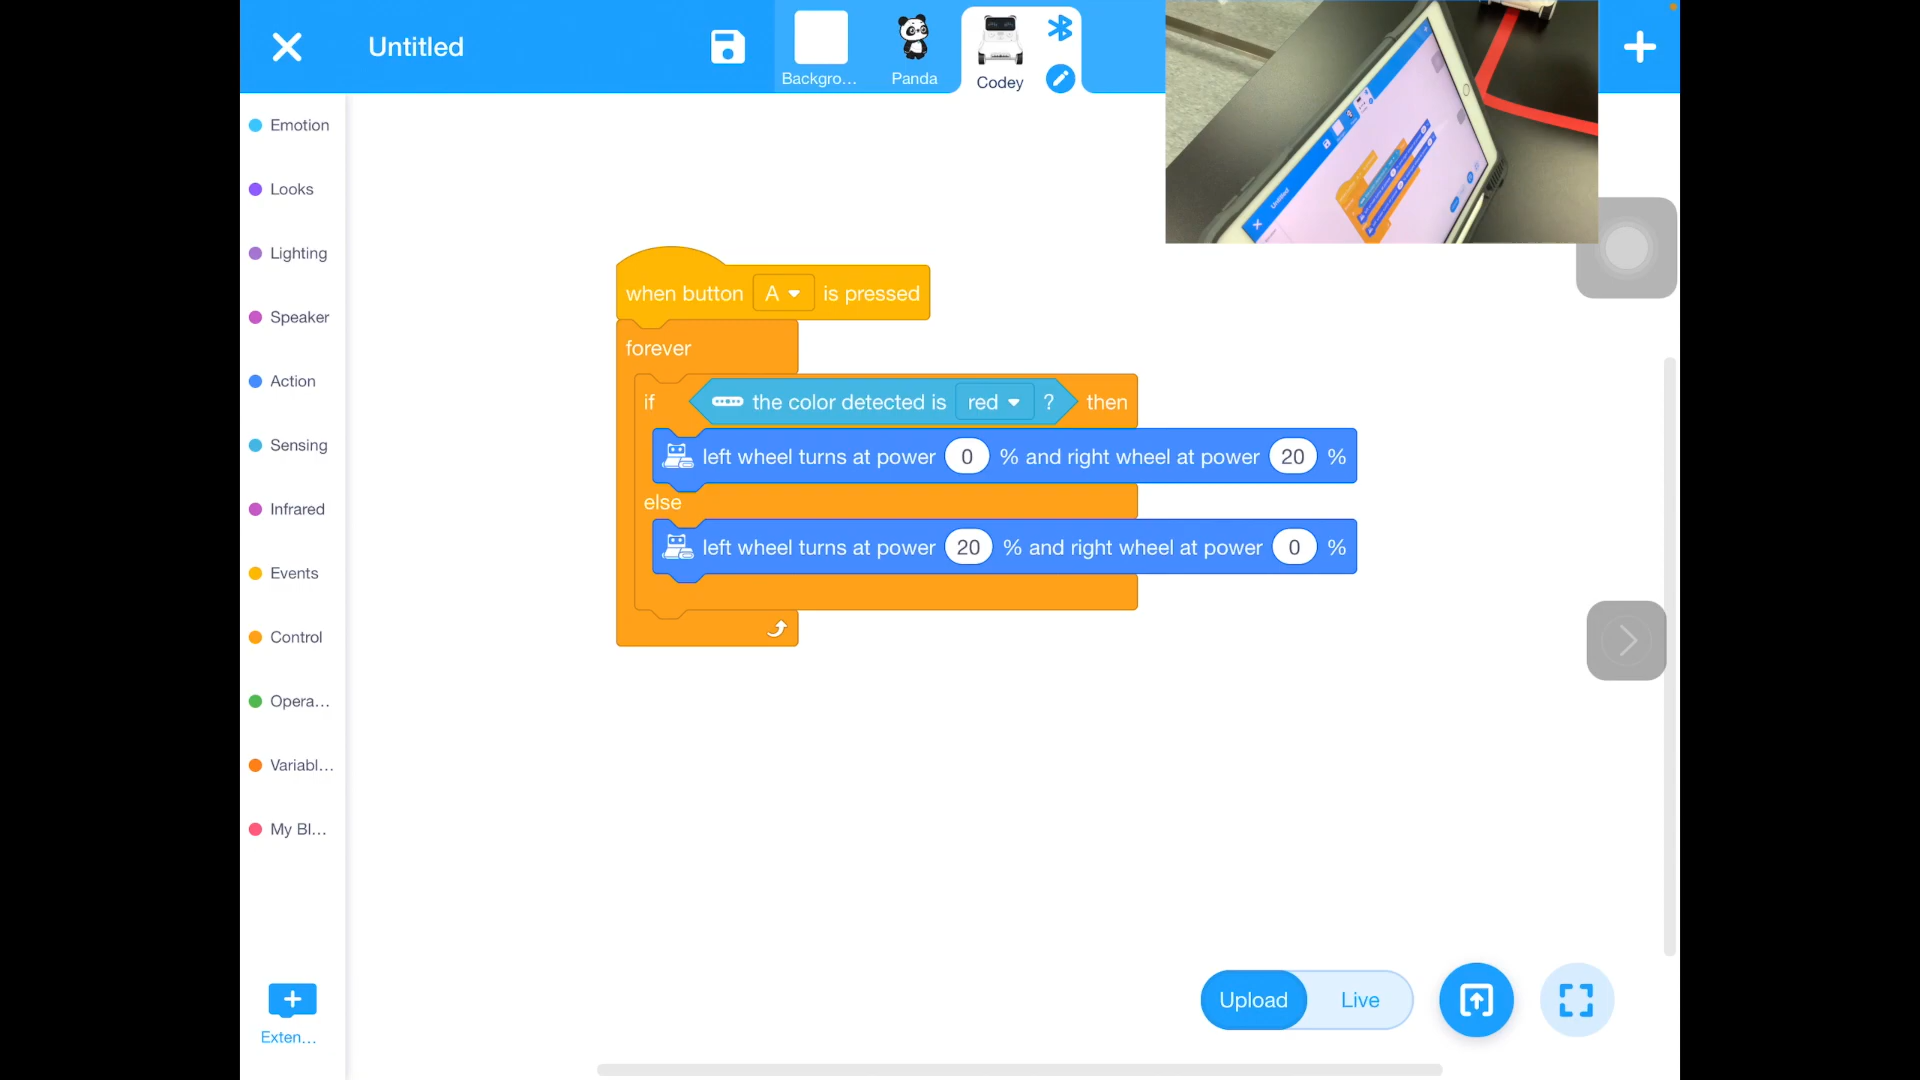 Untitled
Backgro...
Panda
Codey
Emotion
Looks
Lighting
Speaker
Action
Sensing
Infrared
Events
Control
Opera...
Variabl...
My Bl...
Exten...
when button A is pressed
forever
if the color detected is red ? then
left wheel turns at power 0 % and right wheel at power 20 %
else
left wheel turns at power 20 % and right wheel at power 0 %
Upload Live
Untitled